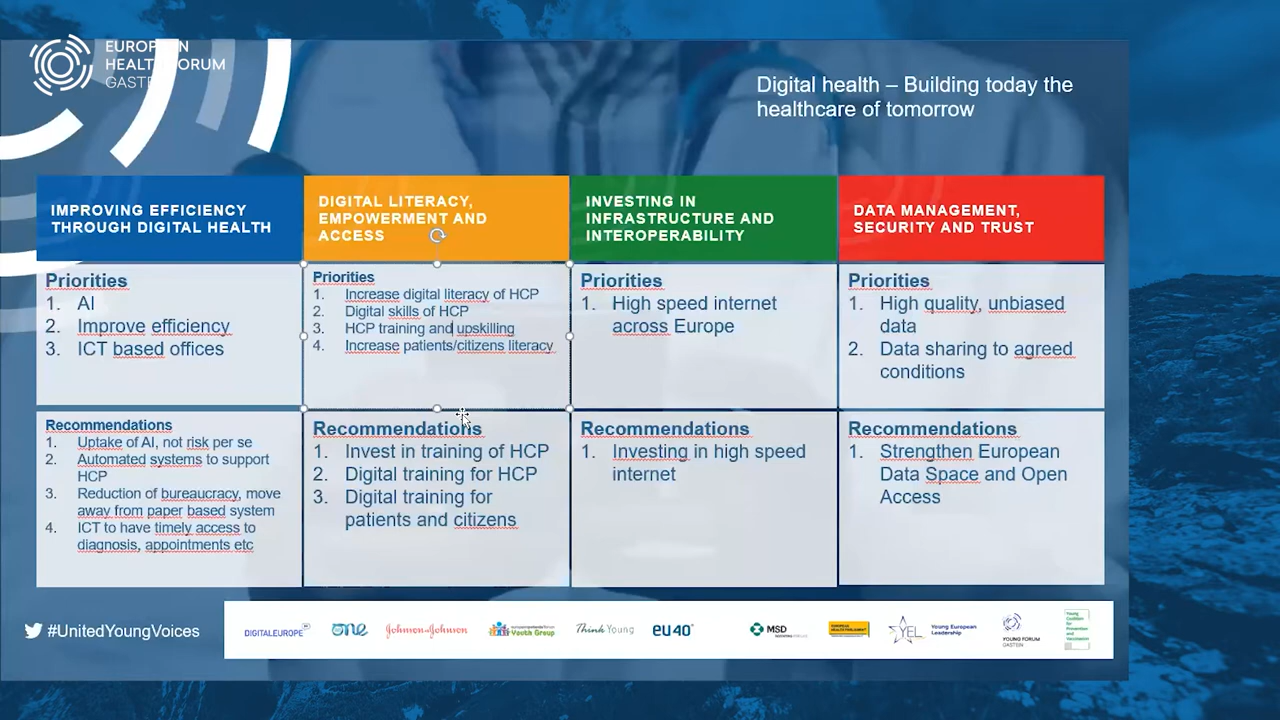 EUROPEAN
HEALTH FORUM
GASTEIN
Digital health – Building today the
healthcare of tomorrow
IMPROVING EFFICIENCY
THROUGH DIGITAL HEALTH
DIGITAL LITERACY,
EMPOWERMENT AND
ACCESS
INVESTING IN
INFRASTRUCTURE AND
INTEROPERABILITY
DATA MANAGEMENT,
SECURITY AND TRUST
Priorities
1. AI
2. Improve efficiency
3. ICT based offices
Priorities
1. Increase digital literacy of HCP
2. Digital skills of HCP
3. HCP training and upskilling
4. Increase patients/citizens literacy
Priorities
1. High speed internet
across Europe
Priorities
1. High quality, unbiased
data
2. Data sharing to agreed
conditions
Recommendations
1. Uptake of AI, not risk per se
2. Automated systems to support
HCP
3. Reduction of bureaucracy, move
away from paper based system
4. ICT to have timely access to
diagnosis, appointments etc
Recommendations
1. Invest in training of HCP
2. Digital training for HCP
3. Digital training for
patients and citizens
Recommendations
1. Investing in high speed
internet
Recommendations
1. Strengthen European
Data Space and Open
Access
#UnitedYoungVoices
DIGITALEUROPE
one
Johnson & Johnson
Youth Group
Think Young
eu40
MSD
EUROPEAN
HEALTH PARLIAMENT
YEL
Young European
Leadership
YOUNG FORUM
GASTEIN
Young
Coalition
for
Prevention
and
Vaccination